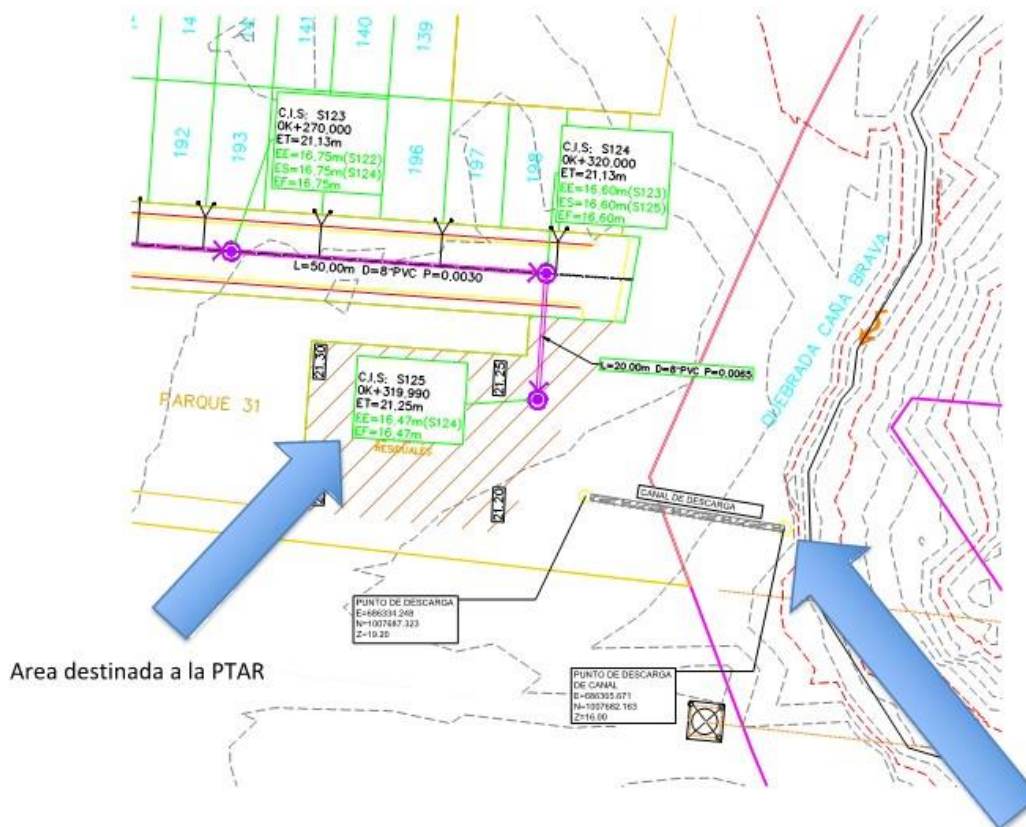 14
141
140
139
192
193
196
197
198
C.I.S: S123
0K+270,000
ET=21,13m
EE=16,75m(S122)
ES=16,75m(S124)
EF=16,75m
C.I.S: S124
0K+320,000
ET=21,13m
EE=16,60m(S123)
ES=16,60m(S125)
EF=16,60m
L=50,00m D=8"PVC P=0,0030
QUEBRADA CAÑA BRAVA
L=20,00m D=8"PVC P=0,0065
21,30
21,25
PARQUE 31
C.I.S: S125
0K+319,990
ET=21,25m
EE=16,47m(S124)
EF=16,47m
RESIDUALES
21,20
CANAL DE DESCARGA
PUNTO DE DESCARGA
E=686334.248
N=1007687.323
Z=19.20
Area destinada a la PTAR
PUNTO DE DESCARGA
DE CANAL
E=686365.671
N=1007682.163
Z=16.00